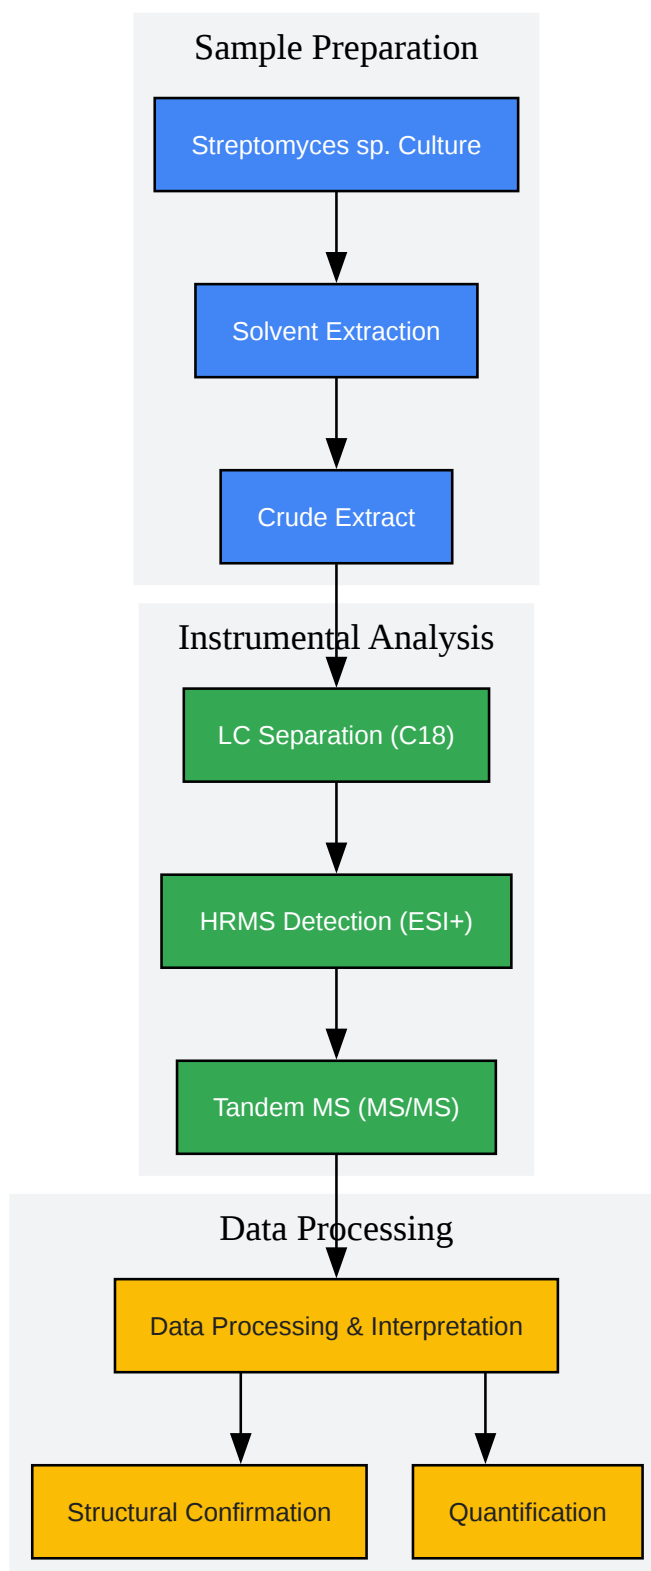 Sample Preparation
Streptomyces sp. Culture
Solvent Extraction
Crude Extract
Instrumental Analysis
LC Separation (C18)
HRMS Detection (ESI+)
Tandem MS (MS/MS)
Data Processing
Data Processing & Interpretation
Structural Confirmation
Quantification